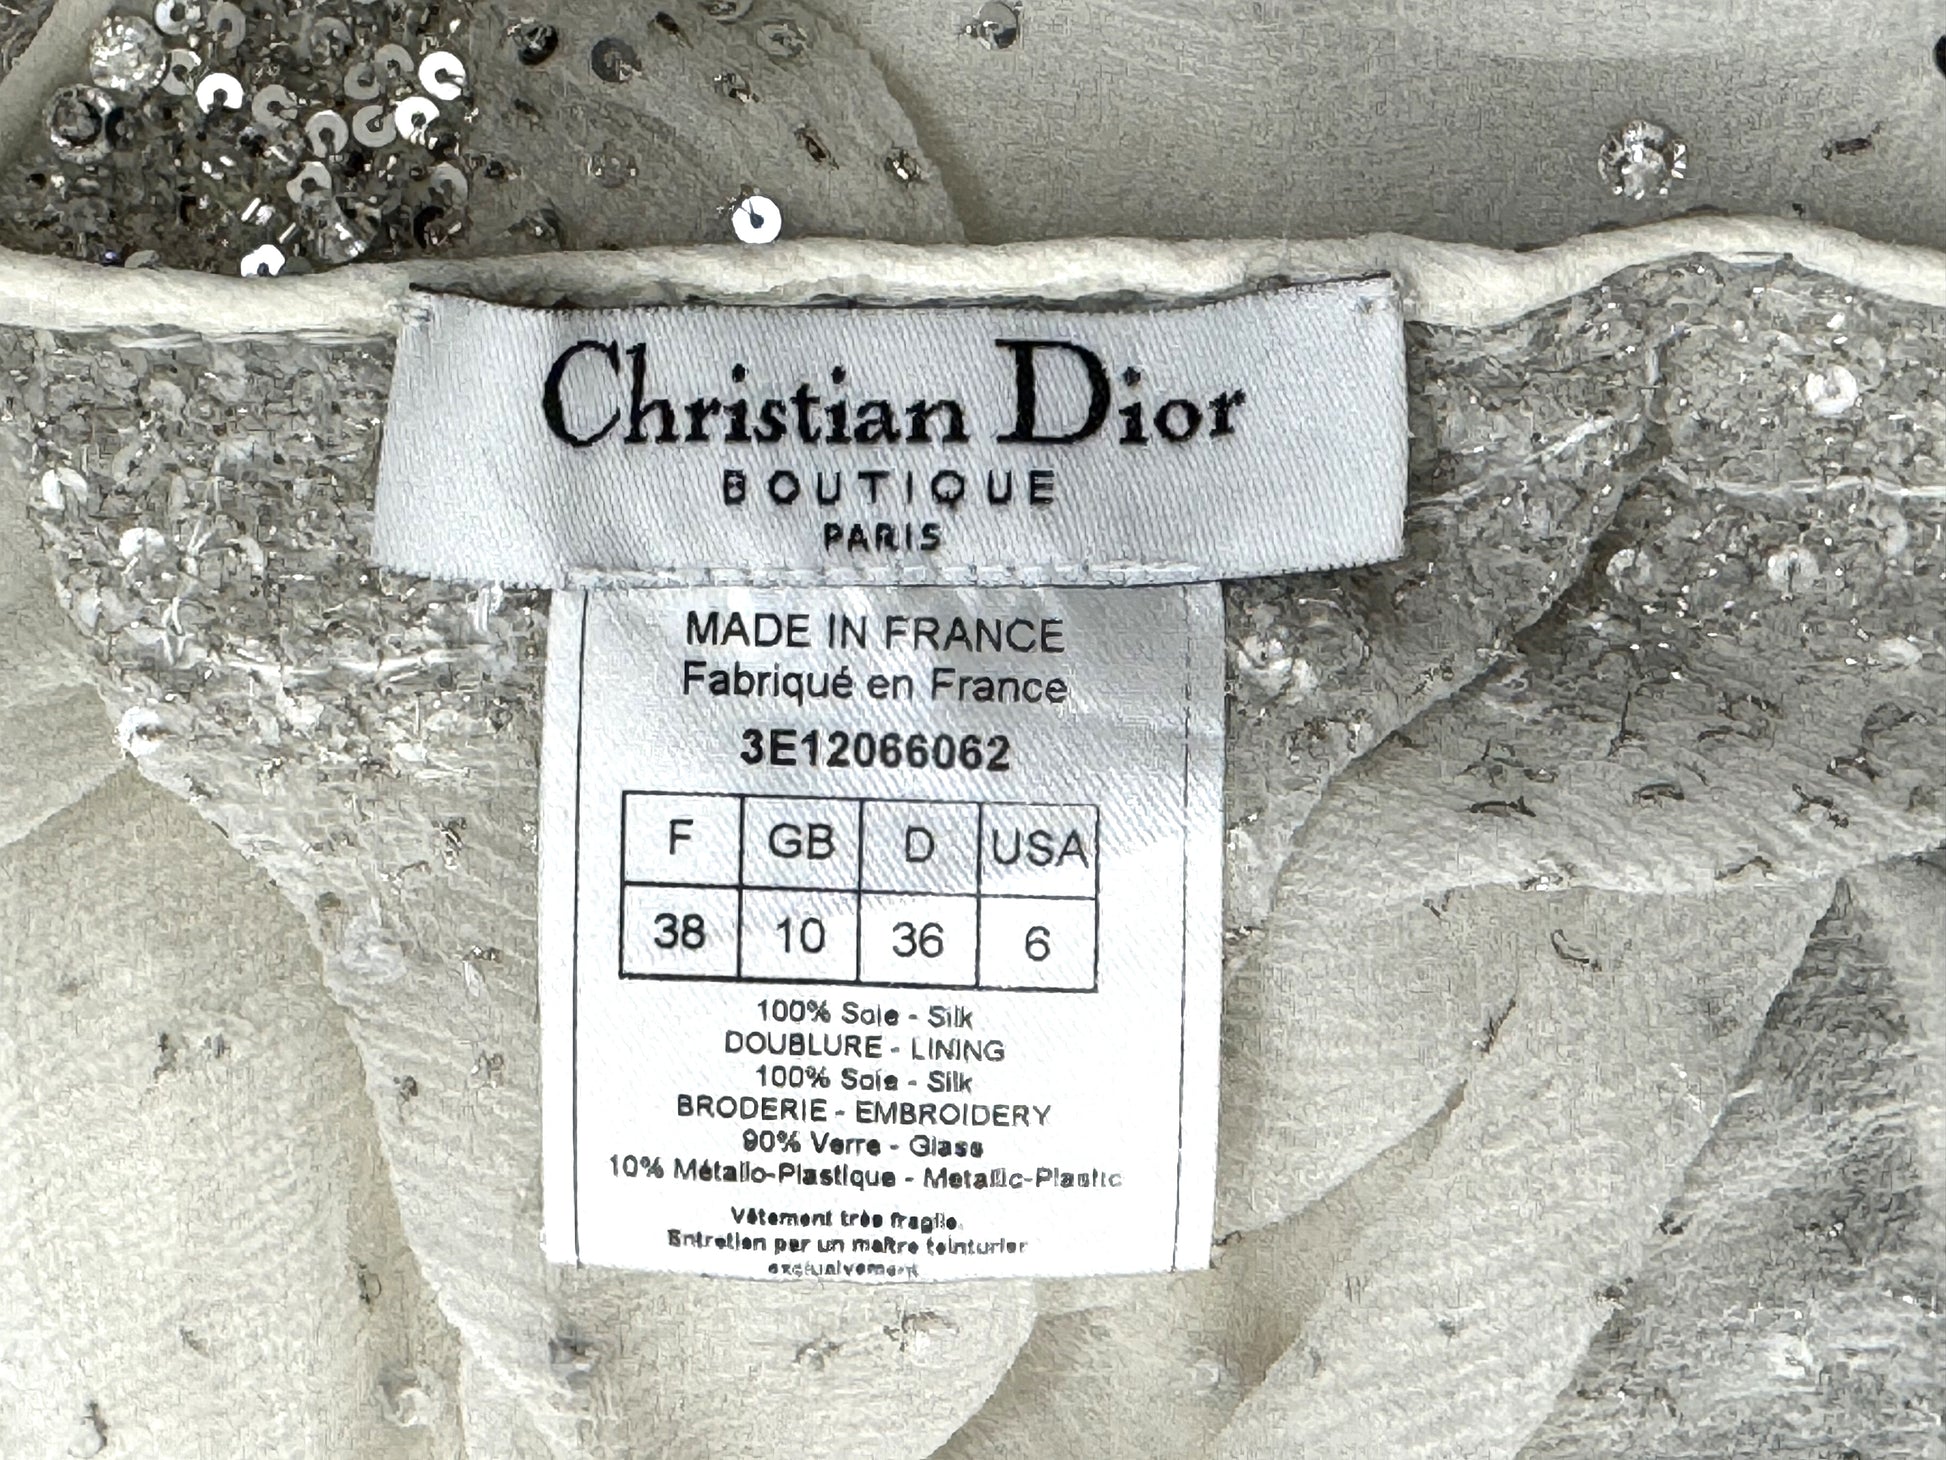 Christian Dior
BOUTIQUE
PARIS
MADE IN FRANCE
Fabriqué en France
3E12066062
F GB D USA
38 10 36 6
100% Soie - Silk
DOUBLURE - LINING
100% Soie - Silk
BRODERIE - EMBROIDERY
90% Verre - Glass
10% Métallo-Plastique - Metallic-Plastic
Vêtement très fragile.
Entretien par un maître teinturier
exclusivement